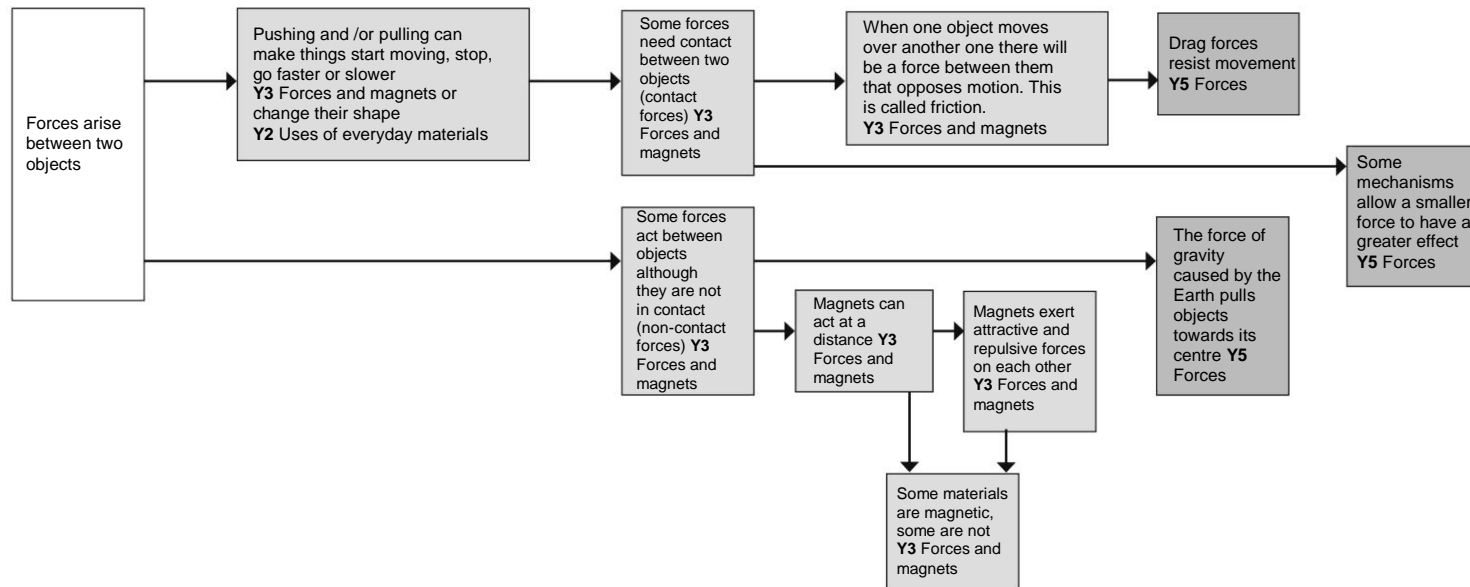 Forces arise
between two
objects
Pushing and /or pulling can
make things start moving, stop,
go faster or slower
Y3 Forces and magnets or
change their shape
Y2 Uses of everyday materials
Some forces
need contact
between two
objects
(contact
forces) Y3
Forces and
magnets
When one object moves
over another one there will
be a force between them
that opposes motion. This
is called friction.
Y3 Forces and magnets
Drag forces
resist movement
Y5 Forces
Some
mechanisms
allow a smaller
force to have a
greater effect
Y5 Forces
Some forces
act between
objects
although
they are not
in contact
(non-contact
forces) Y3
Forces and
magnets
The force of
gravity
caused by the
Earth pulls
objects
towards its
centre Y5
Forces
Magnets can
act at a
distance Y3
Forces and
magnets
Magnets exert
attractive and
repulsive forces
on each other
Y3 Forces and
magnets
Some materials
are magnetic,
some are not
Y3 Forces and
magnets